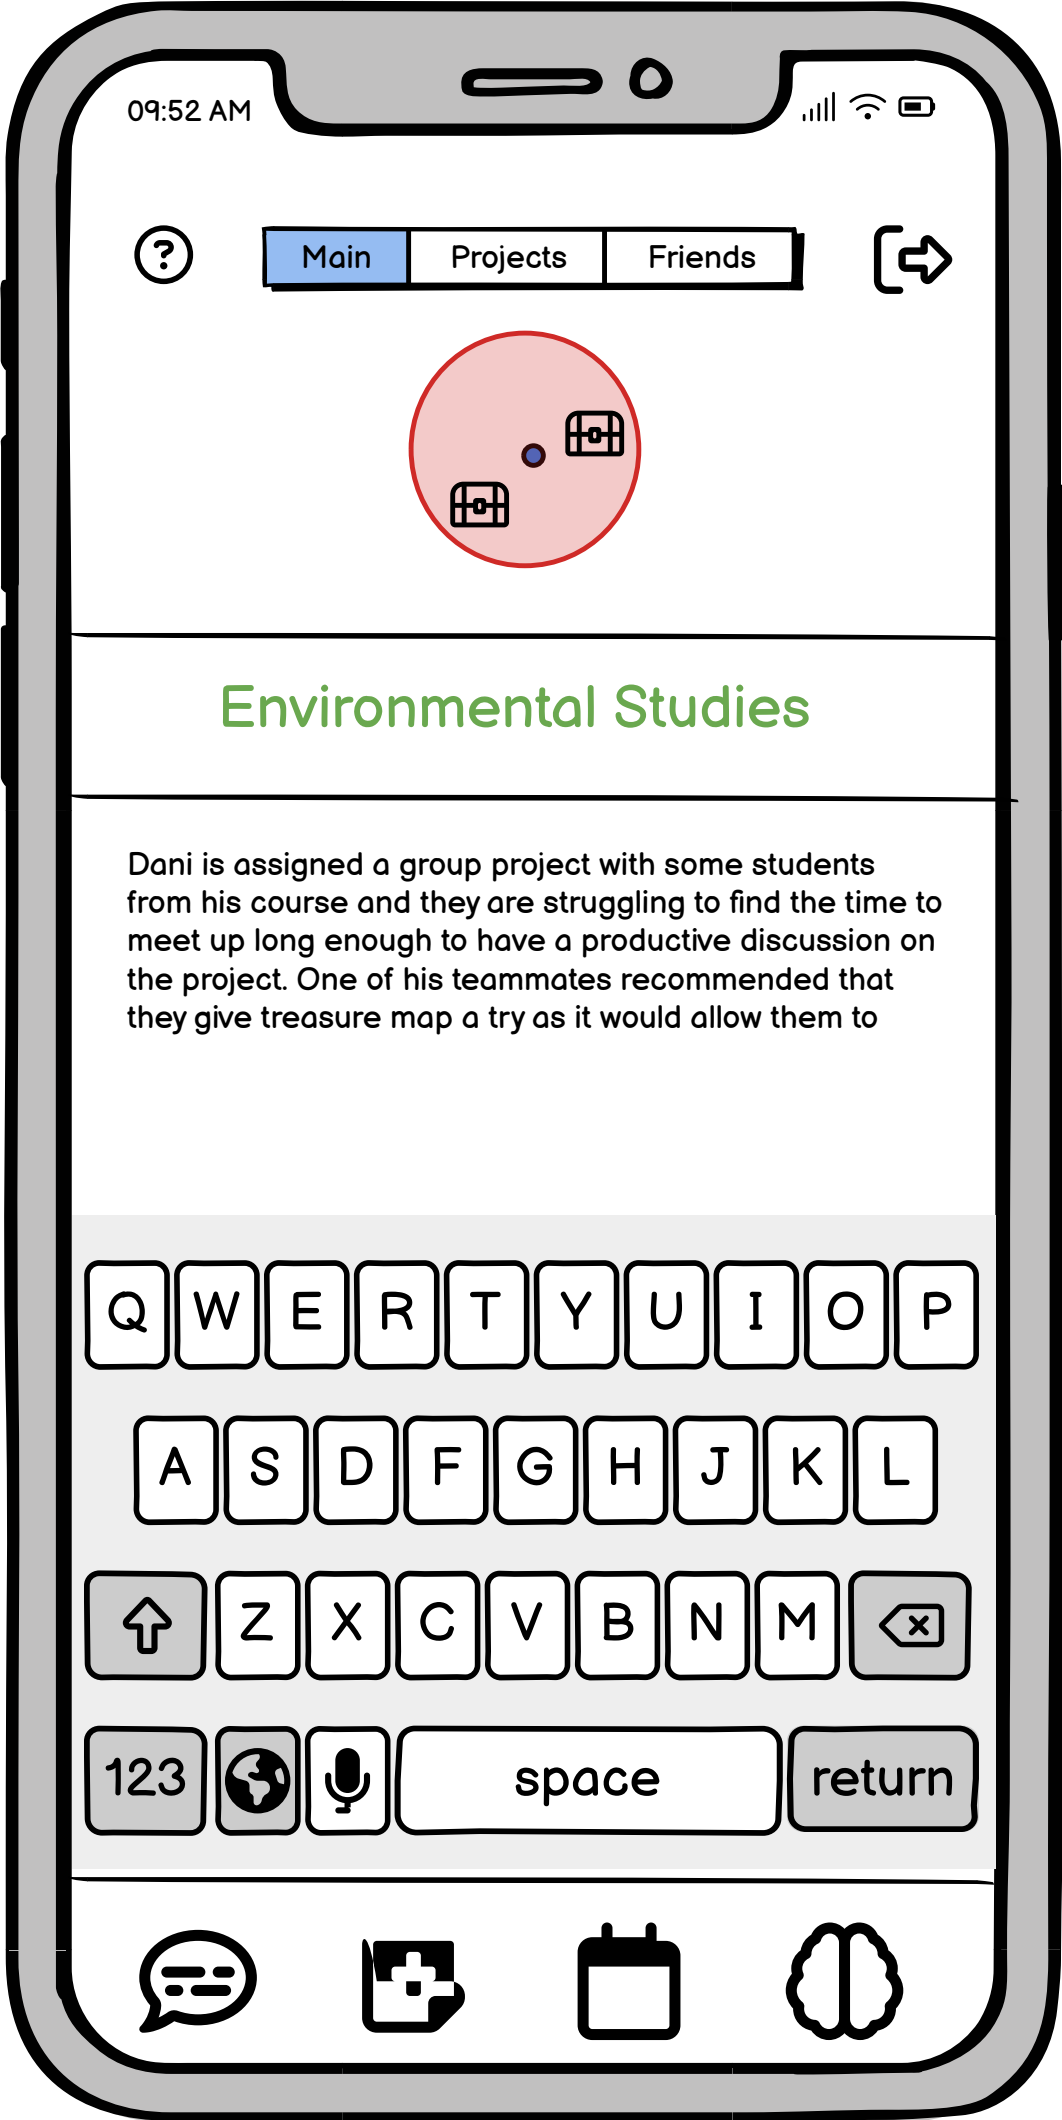 09:52 AM
?
Main Projects Friends
Environmental Studies
Dani is assigned a group project with some students
from his course and they are struggling to find the time to
meet up long enough to have a productive discussion on
the project. One of his teammates recommended that
they give treasure map a try as it would allow them to
Q W E R T Y U I O P
A S D F G H J K L
Z X C V B N M
123 space return